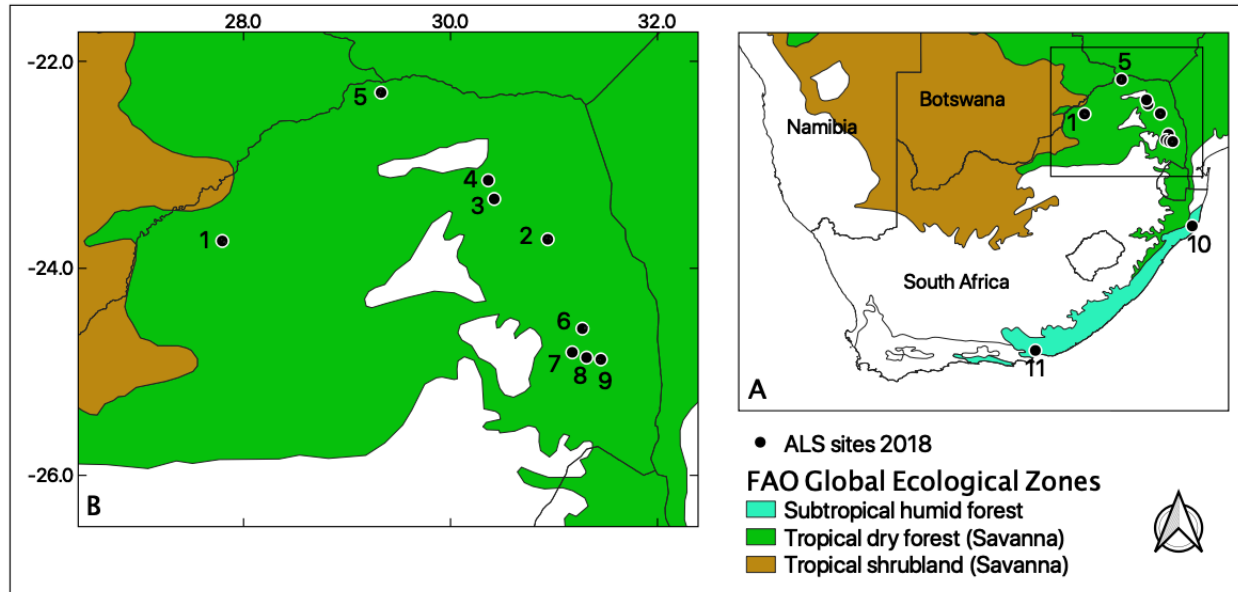 28.0 30.0 32.0
-22.0
-24.0
-26.0
5
4
3
1
2
6
7 8 9
B
5
Botswana
1
Namibia
10
South Africa
11
A
ALS sites 2018
FAO Global Ecological Zones
Subtropical humid forest
Tropical dry forest (Savanna)
Tropical shrubland (Savanna)